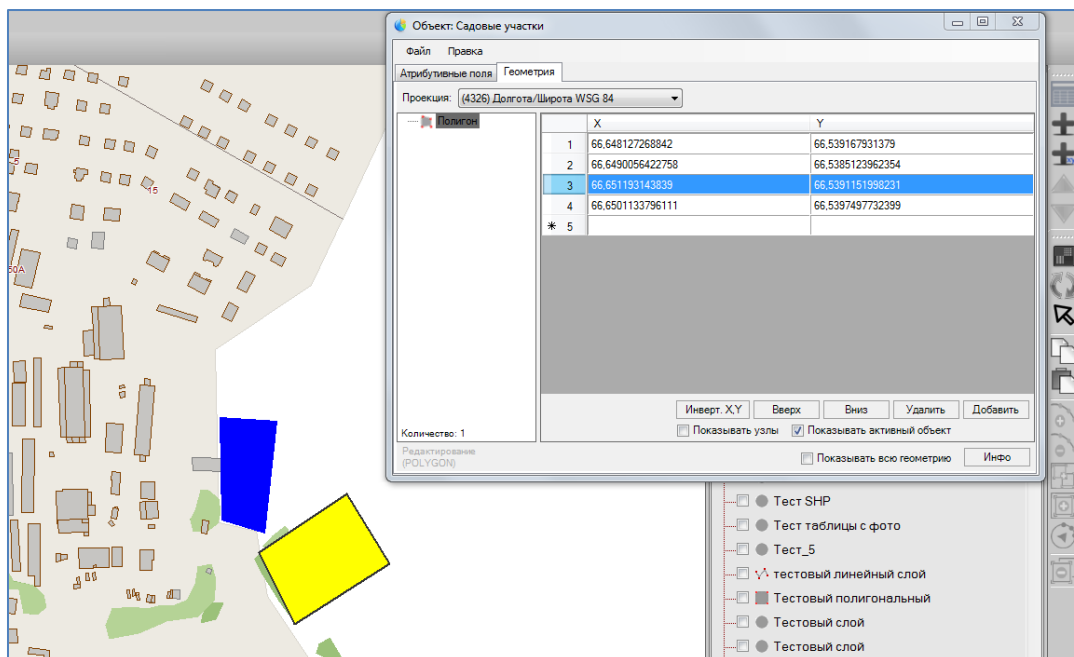 Объект: Садовые участки
Файл Правка
Атрибутивные поля Геометрия
Проекция: (4326) Долгота/Широта WSG 84
Полигон
X Y
1 66,648127268842 66,539167931379
2 66,6490056422758 66,5385123962354
3 66,651193143839 66,5391151998231
4 66,6501133796111 66,5397497732399
* 5
Инверт. X,Y Вверх Вниз Удалить Добавить
Показывать узлы Показывать активный объект
Количество: 1
Редактирование
(POLYGON)
Показывать всю геометрию Инфо
15
50А
Тест SHP
Тест таблицы с фото
Тест_5
тестовый линейный слой
Тестовый полигональный
Тестовый слой
Тестовый слой